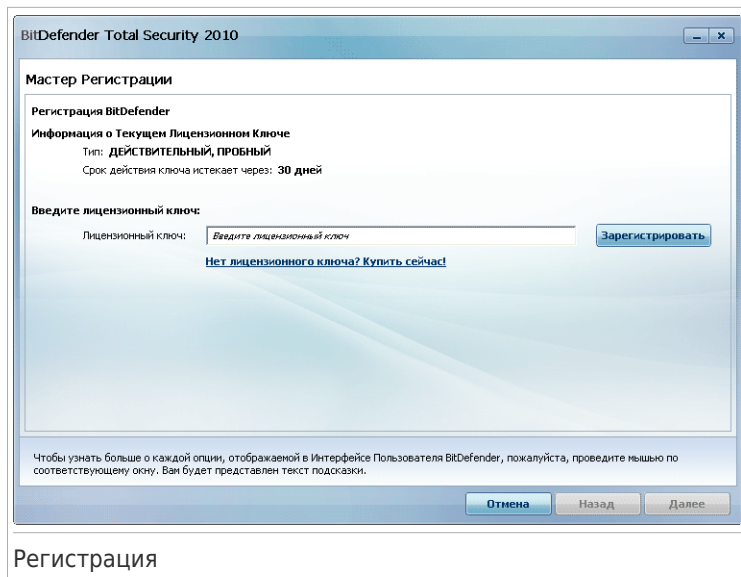 BitDefender Total Security 2010
Мастер Регистрации
Регистрация BitDefender
Информация о Текущем Лицензионном Ключе
Тип: ДЕЙСТВИТЕЛЬНЫЙ, ПРОБНЫЙ
Срок действия ключа истекает через: 30 дней
Введите лицензионный ключ:
Лицензионный ключ: Введите лицензионный ключ Зарегистрировать
Нет лицензионного ключа? Купить сейчас!
Чтобы узнать больше о каждой опции, отображаемой в Интерфейсе Пользователя BitDefender, пожалуйста, проведите мышью по
соответствующему окну. Вам будет представлен текст подсказки.
Отмена Назад Далее
Регистрация